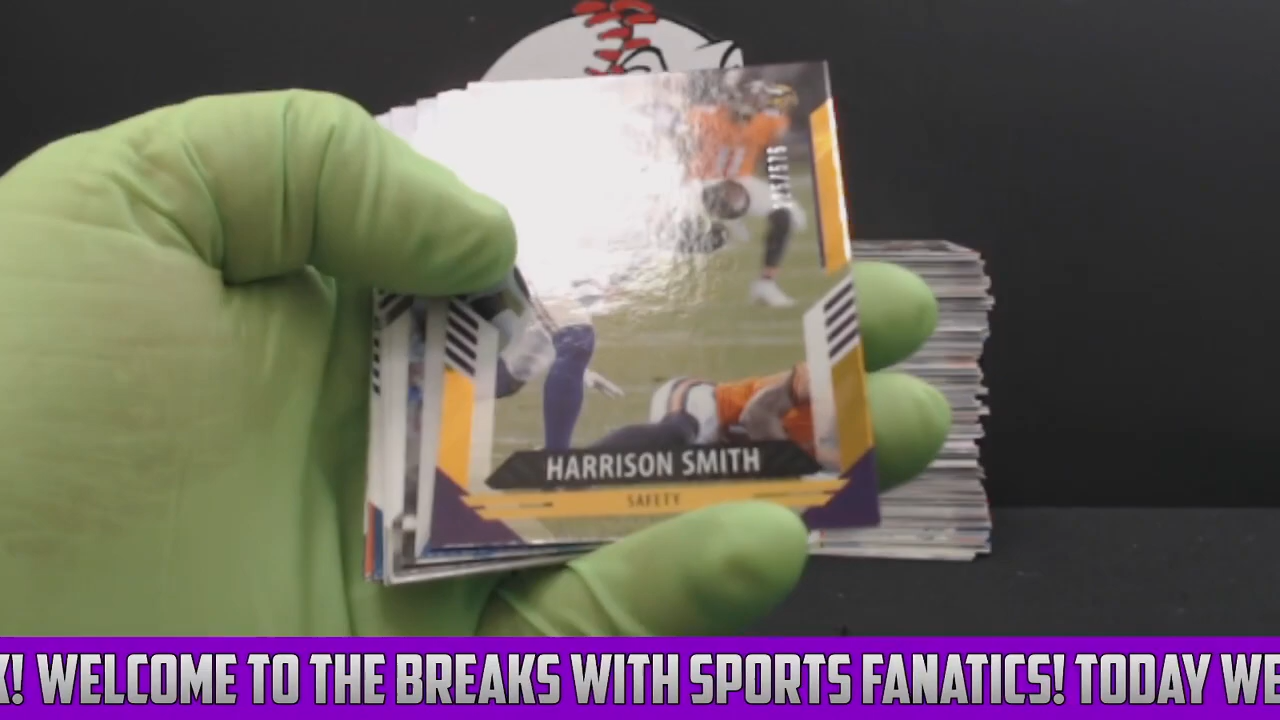 HARRISON SMITH
SAFETY
! WELCOME TO THE BREAKS WITH SPORTS FANATICS! TODAY WE